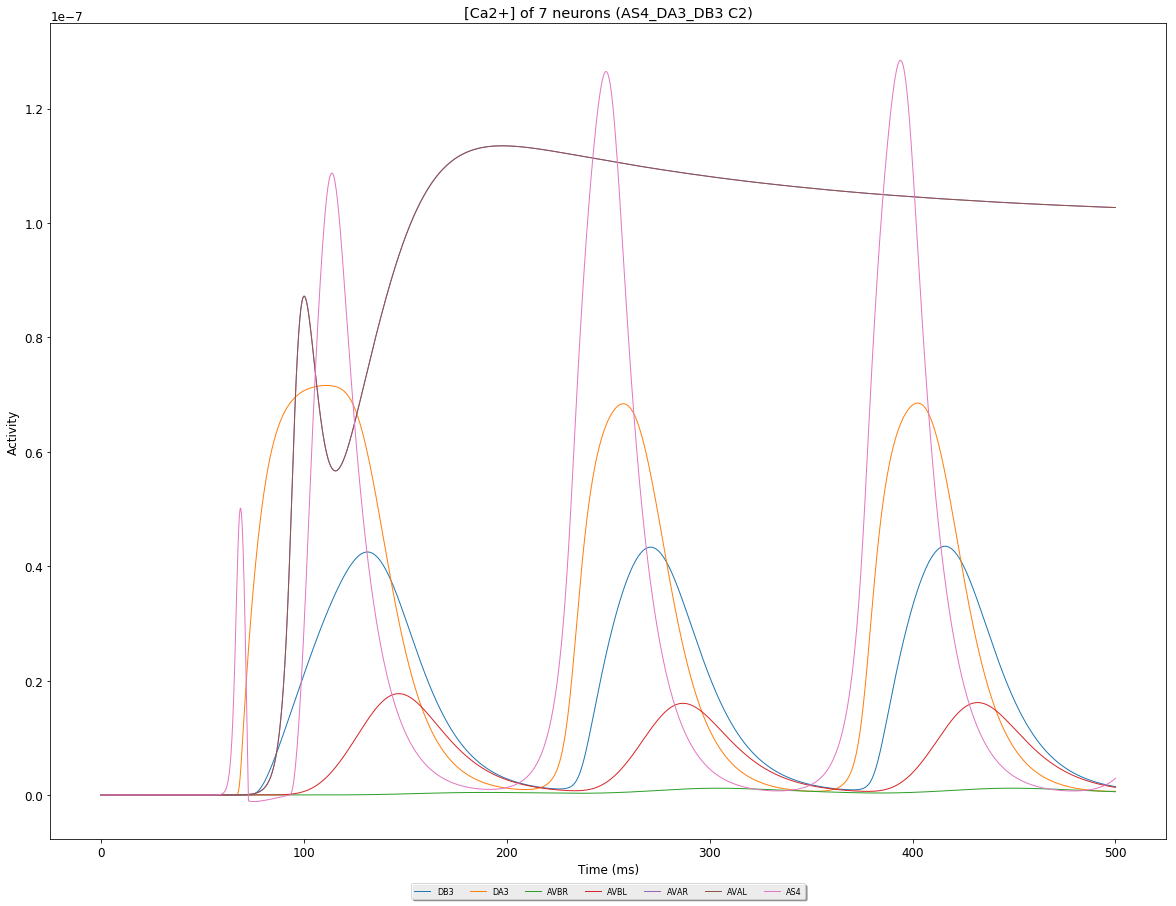 [Ca2+] of 7 neurons (AS4_DA3_DB3 C2)
1e−7
1.2
1.0
0.8
0.6
0.4
0.2
0.0
Activity
0 100 200 300 400 500
Time (ms)
DB3 DA3 AVBR AVBL AVAR AVAL AS4